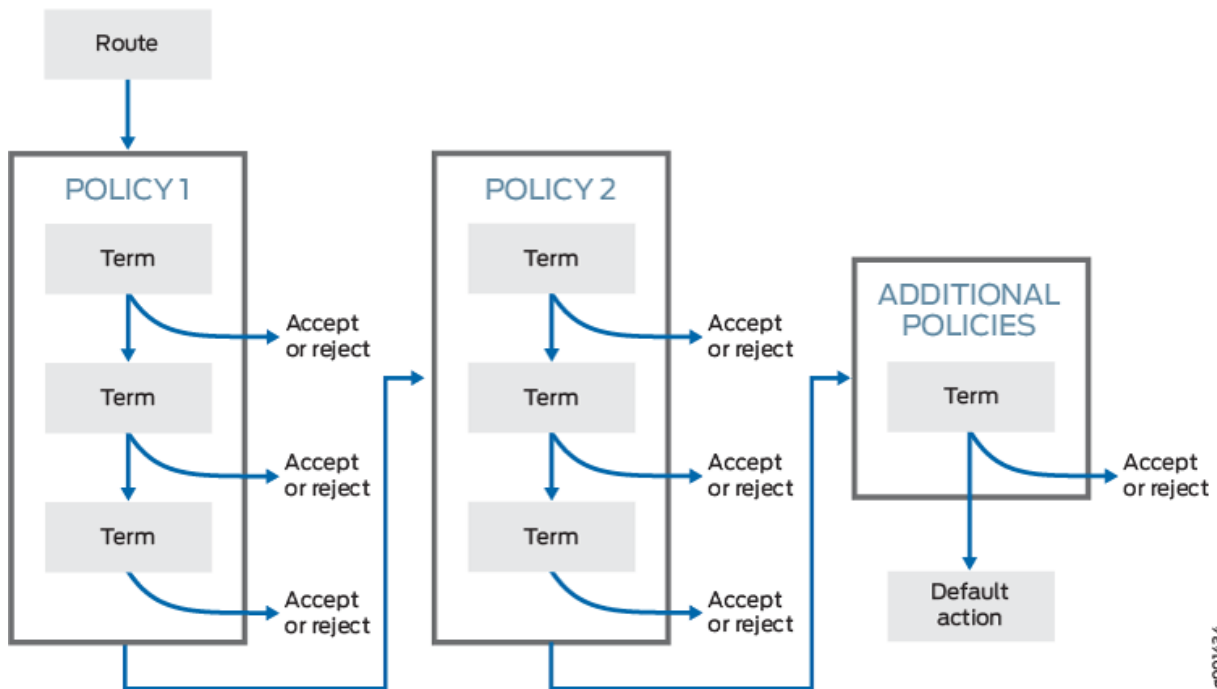 Route
POLICY 1
Term
Accept
or reject
Term
Accept
or reject
Term
Accept
or reject
POLICY 2
Term
Accept
or reject
Term
Accept
or reject
Term
Accept
or reject
ADDITIONAL
POLICIES
Term
Accept
or reject
Default
action